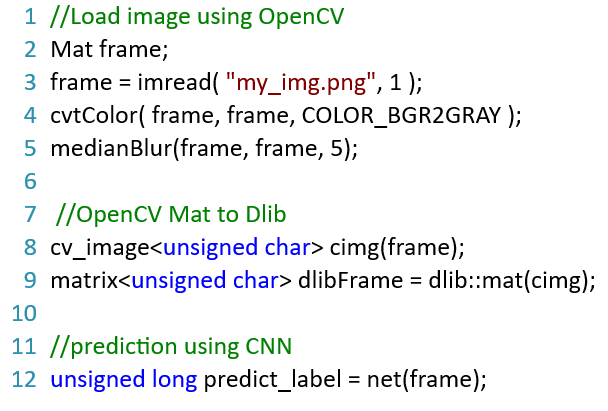 1 //Load image using OpenCV
2 Mat frame;
3 frame = imread( "my_img.png", 1 );
4 cvtColor( frame, frame, COLOR_BGR2GRAY );
5 medianBlur(frame, frame, 5);
6
7 //OpenCV Mat to Dlib
8 cv_image<unsigned char> cimg(frame);
9 matrix<unsigned char> dlibFrame = dlib::mat(cimg);
10
11 //prediction using CNN
12 unsigned long predict_label = net(frame);